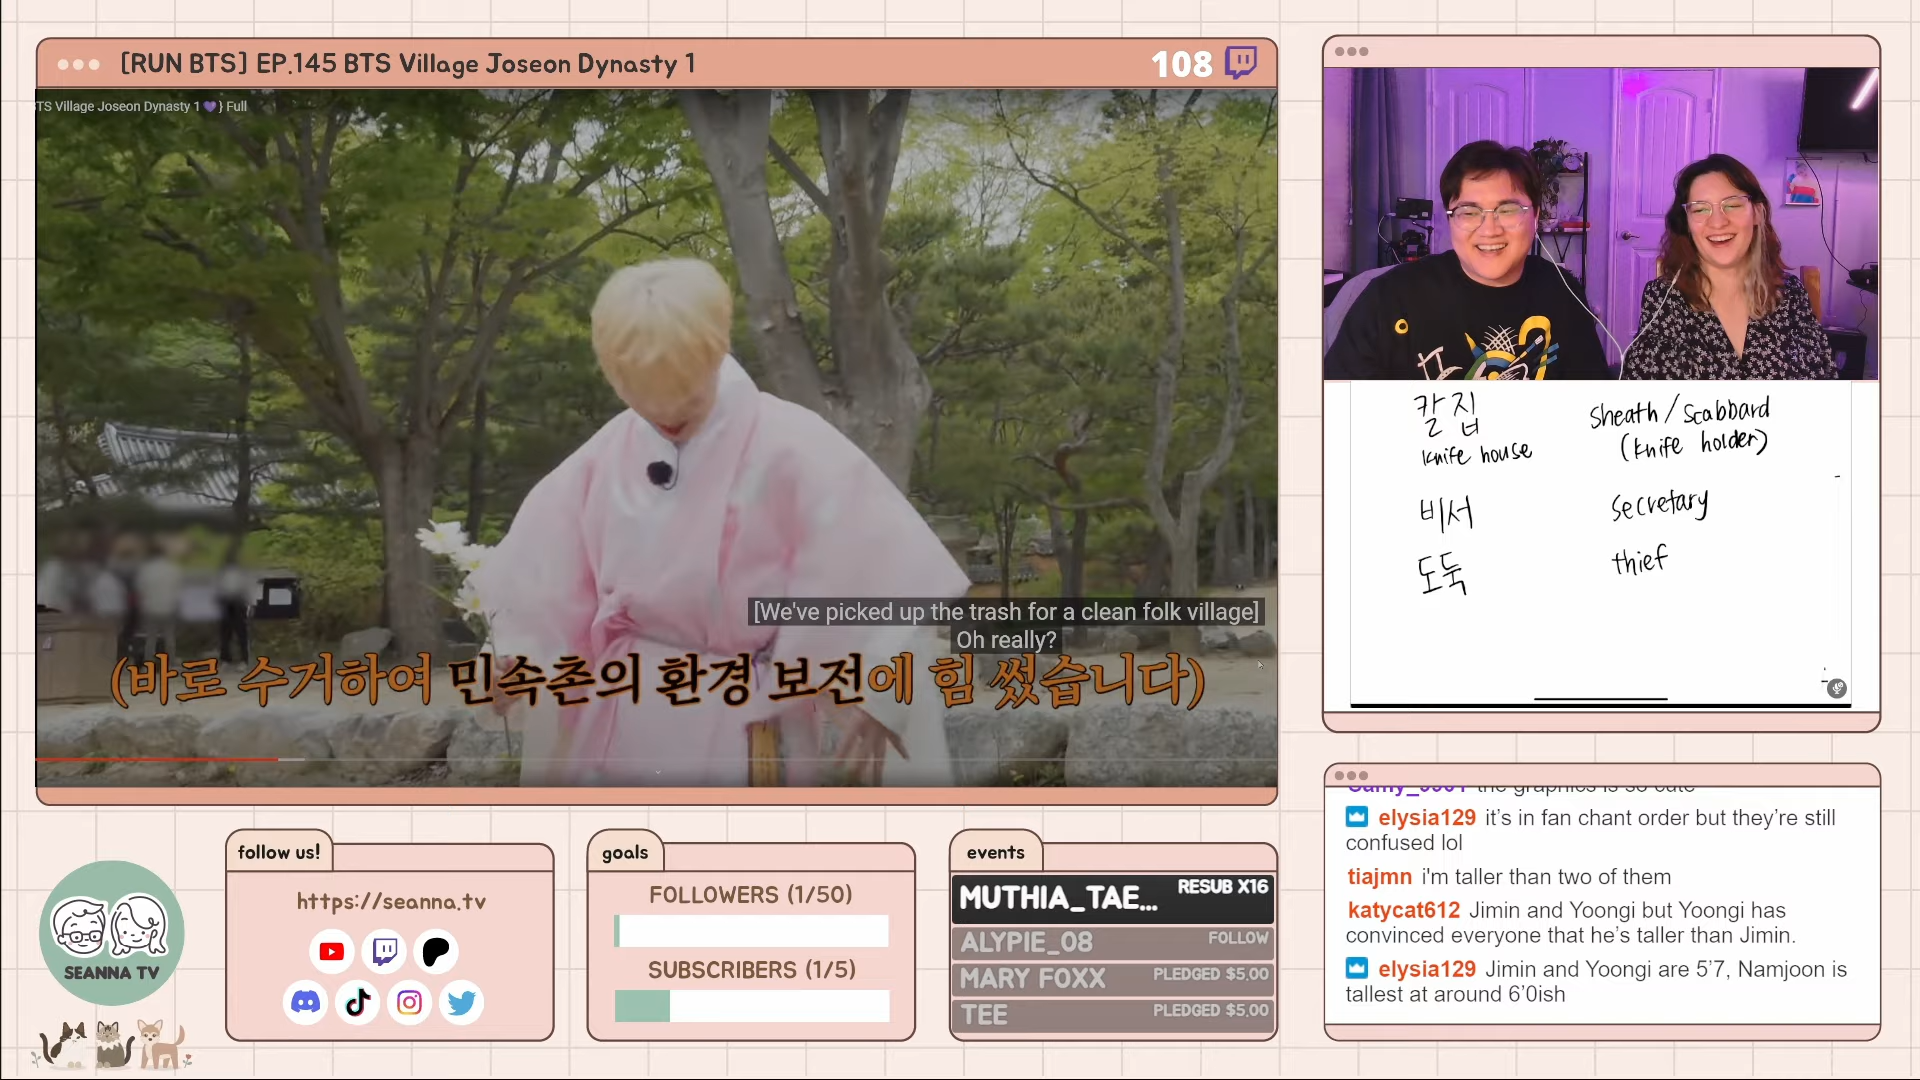 [RUN BTS] EP.145 BTS Village Joseon Dynasty 1
108
TS Village Joseon Dynasty 1 💜 } Full
[We've picked up the trash for a clean folk village]
Oh really?
(바로 수거하여 민속촌의 환경 보전에 힘 썼습니다)
칼집
knife house
sheath / scabbard
(knife holder)
비서
secretary
도둑
thief
the graphics is so cute
elysia129 it's in fan chant order but they're still
confused lol
tiajmn i'm taller than two of them
katycat612 Jimin and Yoongi but Yoongi has
convinced everyone that he's taller than Jimin.
elysia129 Jimin and Yoongi are 5'7, Namjoon is
tallest at around 6'0ish
SEANNA TV
follow us!
https://seanna.tv
goals
FOLLOWERS (1/50)
SUBSCRIBERS (1/5)
events
MUTHIA_TAE... RESUB X16
ALYPIE_08 FOLLOW
MARY FOXX PLEDGED $5.00
TEE PLEDGED $5.00